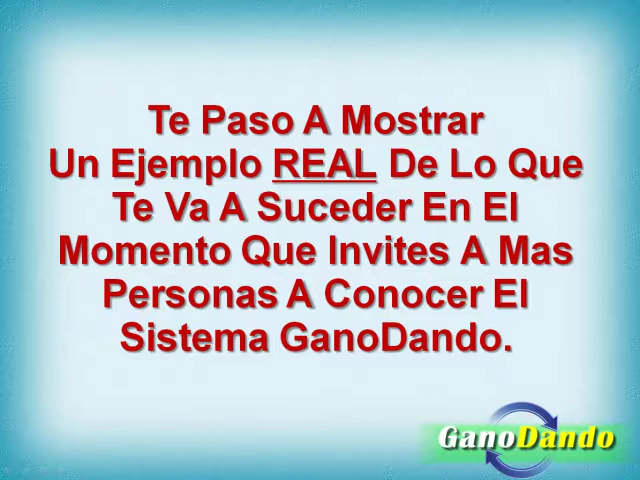 Te Paso A Mostrar
Un Ejemplo REAL De Lo Que
Te Va A Suceder En El
Momento Que Invites A Mas
Personas A Conocer El
Sistema GanoDando.
GanoDando